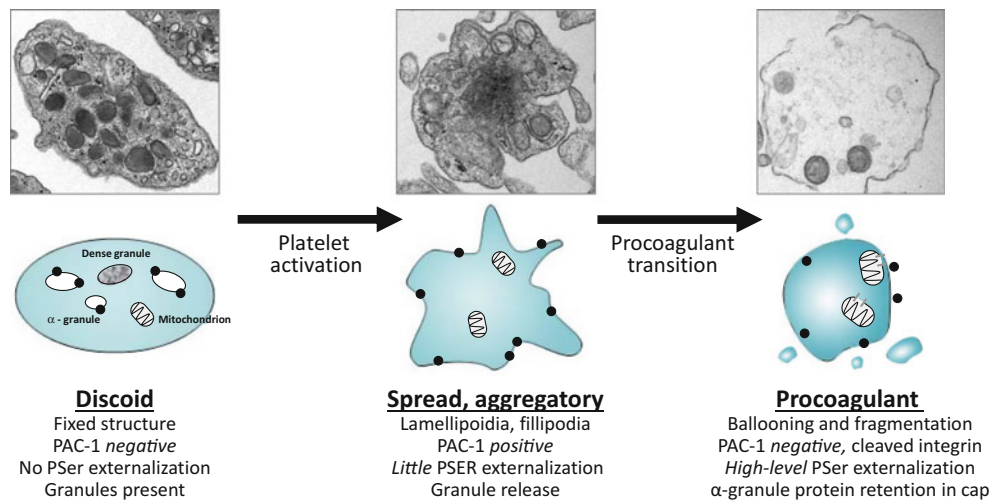 Platelet
activation
Procoagulant
transition
Dense granule
α - granule
Mitochondrion
Discoid
Fixed structure
PAC-1 negative
No PSer externalization
Granules present
Spread, aggregatory
Lamellipoidia, fillipodia
PAC-1 positive
Little PSER externalization
Granule release
Procoagulant
Ballooning and fragmentation
PAC-1 negative, cleaved integrin
High-level PSer externalization
α-granule protein retention in cap